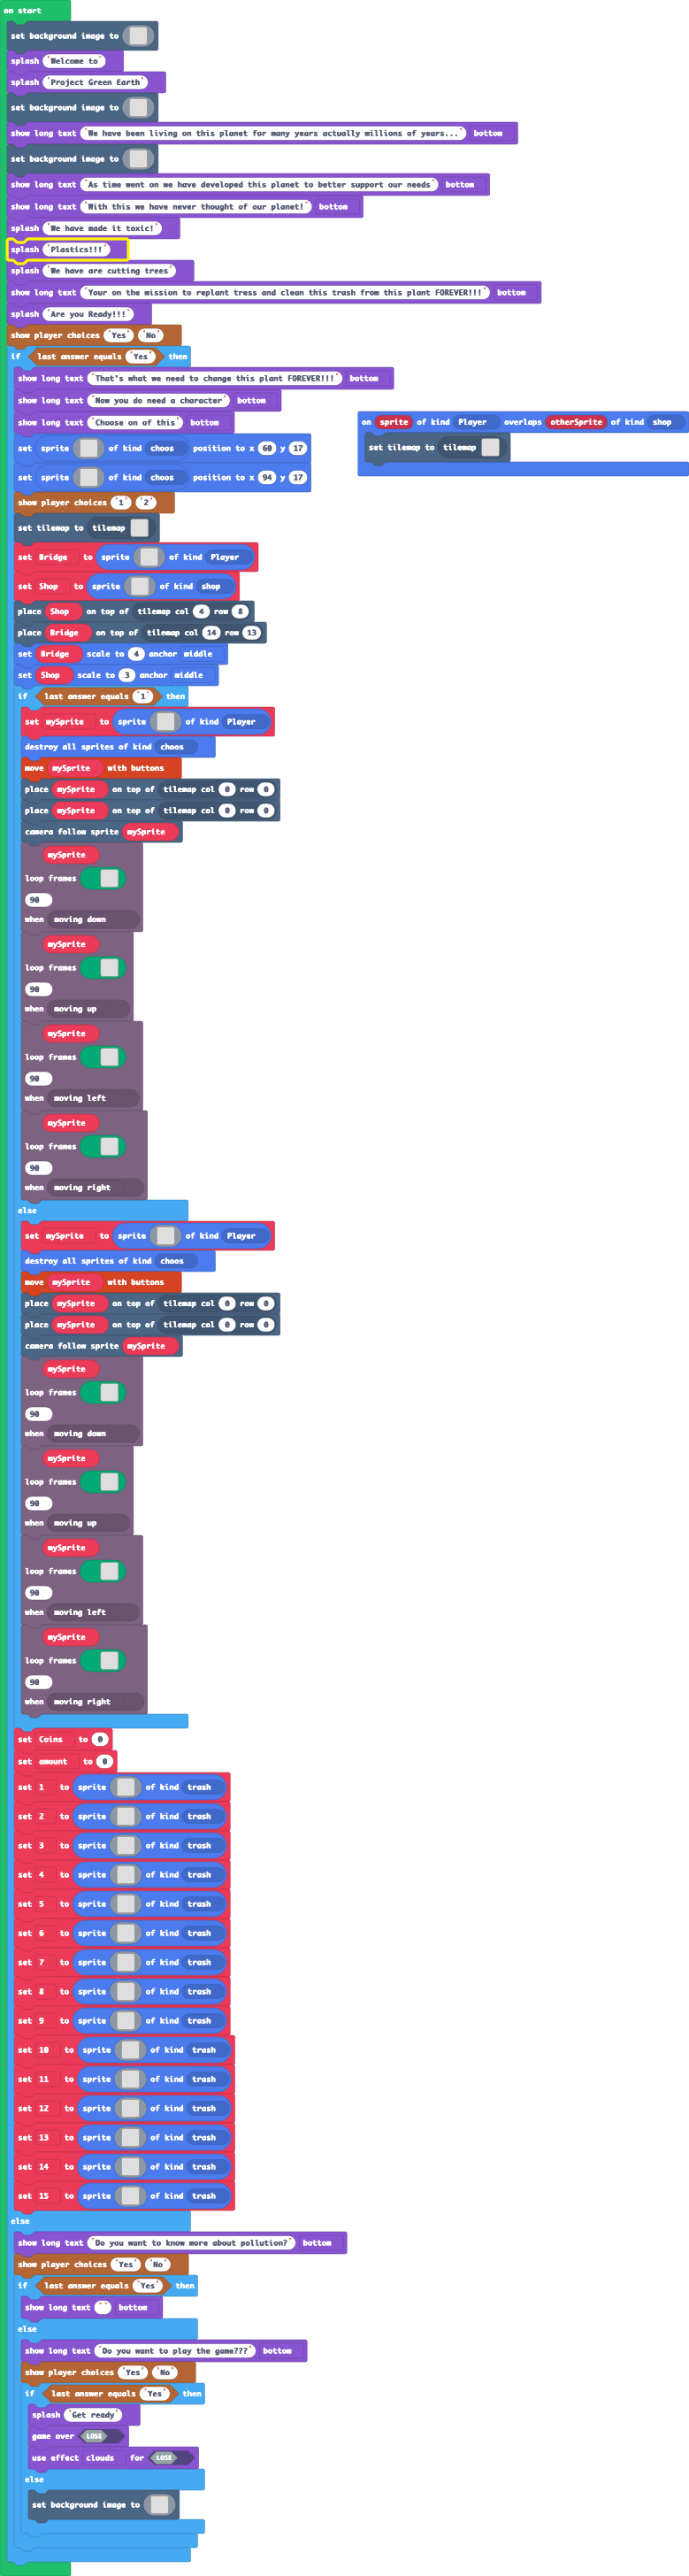 on start
set background image to
splash "Welcome to"
splash "Project Green Earth"
set background image to
show long text "We have been living on this planet for many years actually millions of years..." bottom
set background image to
show long text "As time went on we have developed this planet to better support our needs" bottom
show long text "With this we have never thought of our planet!" bottom
splash "We have made it toxic!"
splash "Plastics!!!"
splash "We have are cutting trees"
show long text "Your on the mission to replant tress and clean this trash from this plant FOREVER!!!" bottom
splash "Are you Ready!!!"
show player choices "Yes" "No"
if last answer equals "Yes" then
show long text "That's what we need to change this plant FOREVER!!!" bottom
show long text "Now you do need a character" bottom
show long text "Choose on of this" bottom
set sprite of kind choos position to x 60 y 17
set sprite of kind choos position to x 94 y 17
show player choices "1" "2"
set tilemap to tilemap
set Bridge to sprite of kind Player
set Shop to sprite of kind shop
place Shop on top of tilemap col 4 row 8
place Bridge on top of tilemap col 14 row 13
set Bridge scale to 4 anchor middle
set Shop scale to 3 anchor middle
if last answer equals "1" then
set mySprite to sprite of kind Player
destroy all sprites of kind choos
move mySprite with buttons
place mySprite on top of tilemap col 0 row 0
place mySprite on top of tilemap col 0 row 0
camera follow sprite mySprite
mySprite
loop frames
90
when moving down
mySprite
loop frames
90
when moving up
mySprite
loop frames
90
when moving left
mySprite
loop frames
90
when moving right
else
set mySprite to sprite of kind Player
destroy all sprites of kind choos
move mySprite with buttons
place mySprite on top of tilemap col 0 row 0
place mySprite on top of tilemap col 0 row 0
camera follow sprite mySprite
mySprite
loop frames
90
when moving down
mySprite
loop frames
90
when moving up
mySprite
loop frames
90
when moving left
mySprite
loop frames
90
when moving right
set Coins to 0
set amount to 0
set 1 to sprite of kind trash
set 2 to sprite of kind trash
set 3 to sprite of kind trash
set 4 to sprite of kind trash
set 5 to sprite of kind trash
set 6 to sprite of kind trash
set 7 to sprite of kind trash
set 8 to sprite of kind trash
set 9 to sprite of kind trash
set 10 to sprite of kind trash
set 11 to sprite of kind trash
set 12 to sprite of kind trash
set 13 to sprite of kind trash
set 14 to sprite of kind trash
set 15 to sprite of kind trash
else
show long text "Do you want to know more about pollution?" bottom
show player choices "Yes" "No"
if last answer equals "Yes" then
show long text " " bottom
else
show long text "Do you want to play the game???" bottom
show player choices "Yes" "No"
if last answer equals "Yes" then
splash "Get ready"
game over LOSE
use effect clouds for LOSE
else
set background image to
on sprite of kind Player overlaps otherSprite of kind shop
set tilemap to tilemap